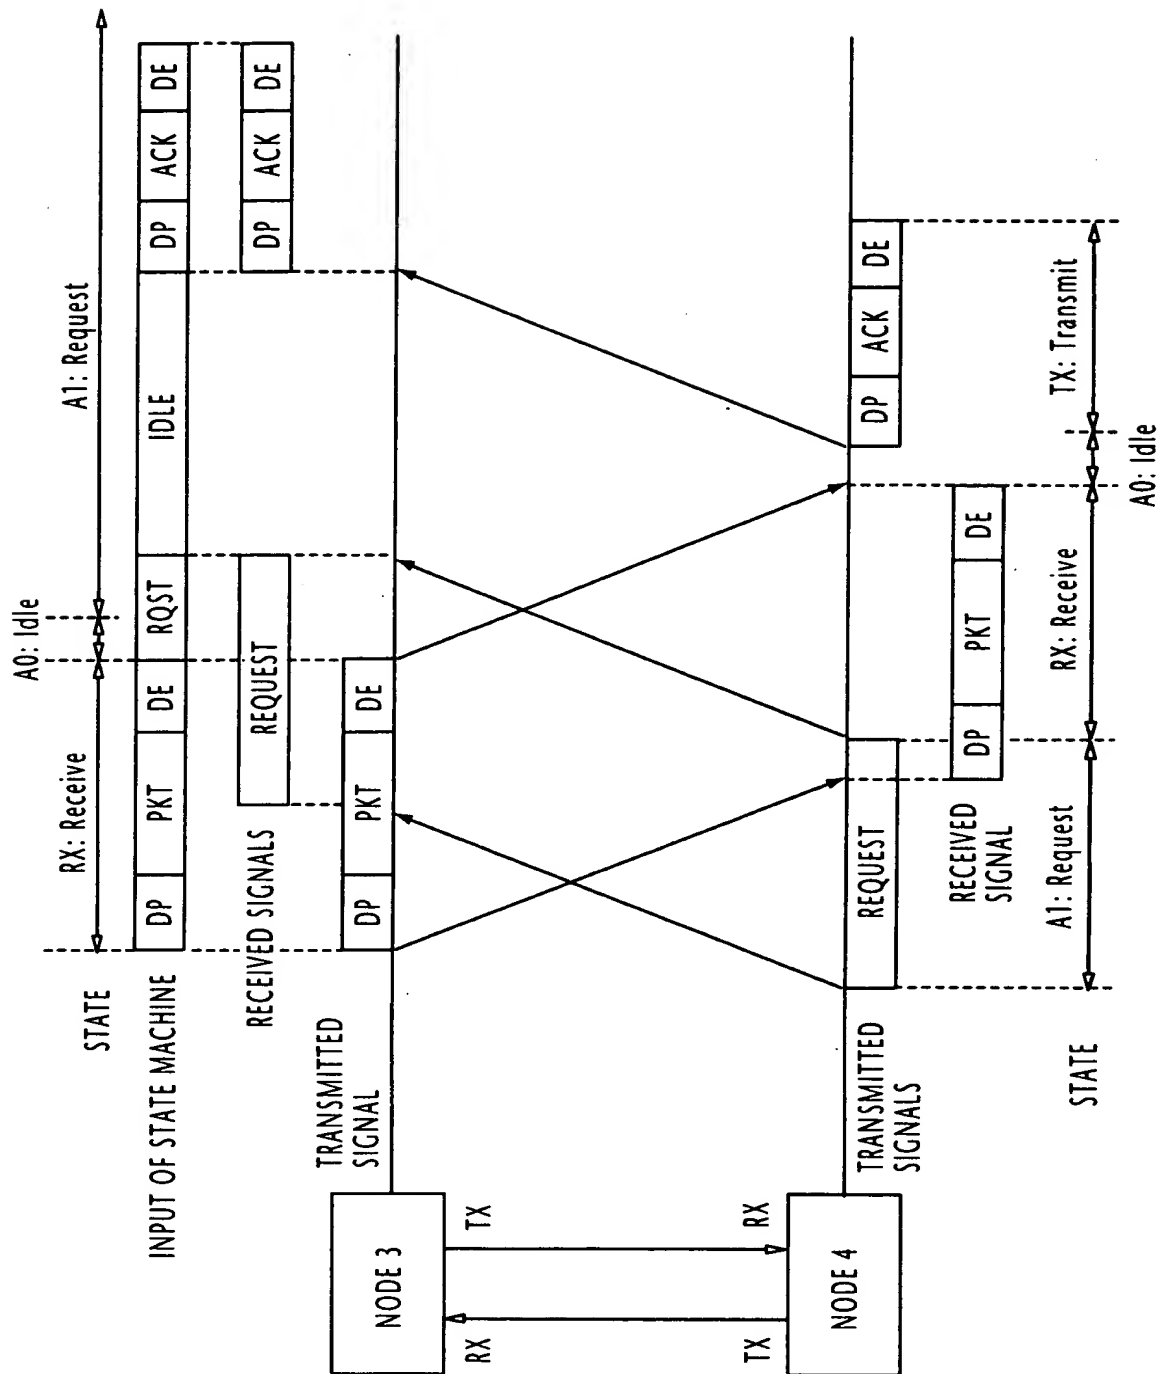 A0: Idle
RX: Receive
A1: Request
STATE
DP
PKT
DE
RQST
IDLE
DP
ACK
DE
INPUT OF STATE MACHINE
REQUEST
DP
ACK
DE
RECEIVED SIGNALS
DP
PKT
DE
TRANSMITTED
SIGNAL
NODE 3
TX
RX
RX
TX
NODE 4
REQUEST
DP
ACK
DE
TRANSMITTED
SIGNALS
DP
PKT
DE
RECEIVED
SIGNAL
A1: Request
RX: Receive
TX: Transmit
STATE
A0: Idle